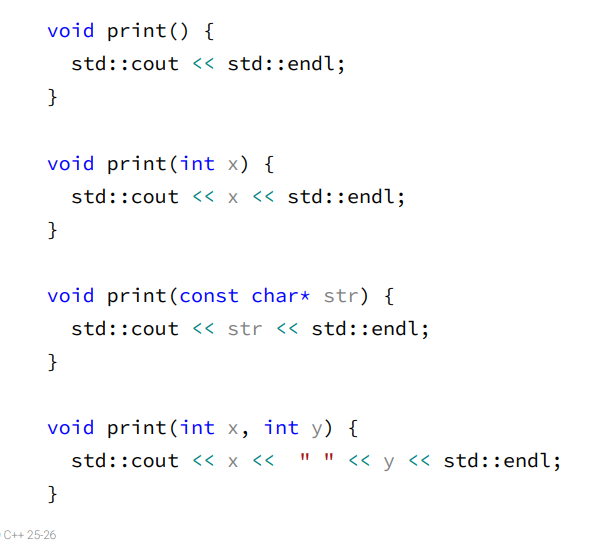 void print() {
  std::cout << std::endl;
}

void print(int x) {
  std::cout << x << std::endl;
}

void print(const char* str) {
  std::cout << str << std::endl;
}

void print(int x, int y) {
  std::cout << x <<  " " << y << std::endl;
}
C++ 25-26